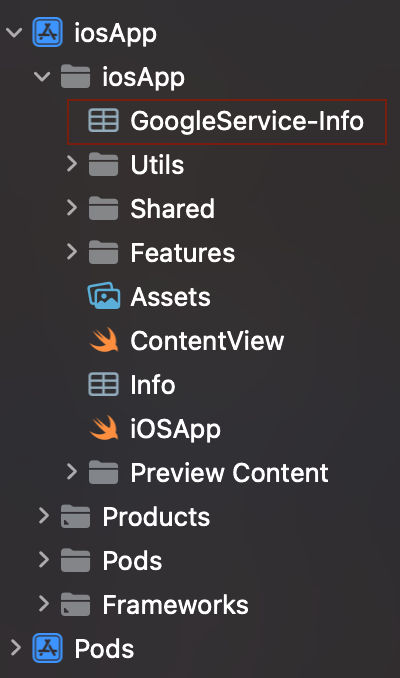 iosApp
iosApp
GoogleService-Info
Utils
Shared
Features
Assets
ContentView
Info
iOSApp
Preview Content
Products
Pods
Frameworks
Pods